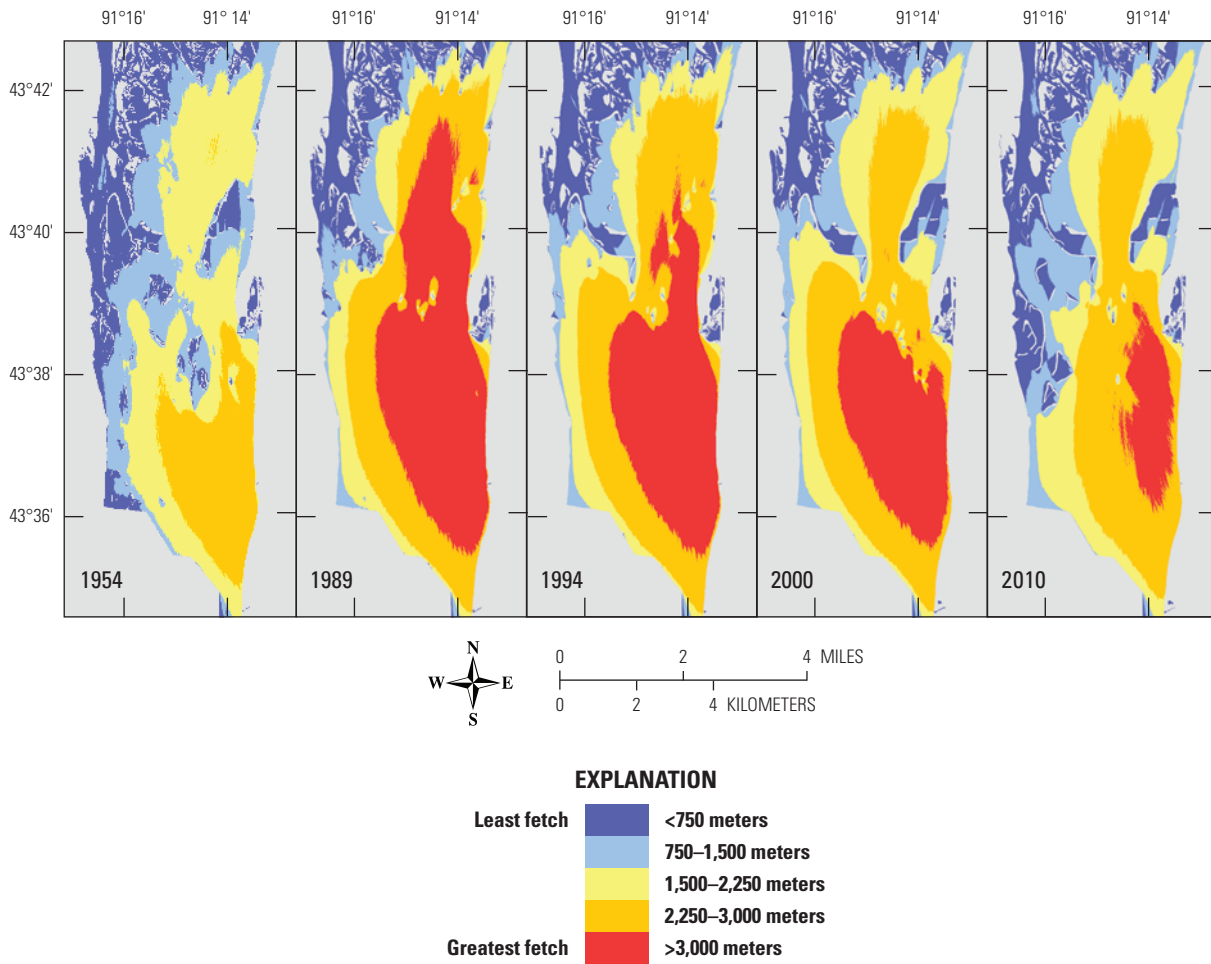 91°16' 91° 14' 91°16' 91°14' 91°16' 91°14' 91°16' 91°14' 91°16' 91°14'
43°42'
43°40'
43°38'
43°36'
1954 1989 1994 2000 2010
N
W E
S
0 2 4 MILES
0 2 4 KILOMETERS
EXPLANATION
Least fetch <750 meters
750–1,500 meters
1,500–2,250 meters
2,250–3,000 meters
Greatest fetch >3,000 meters